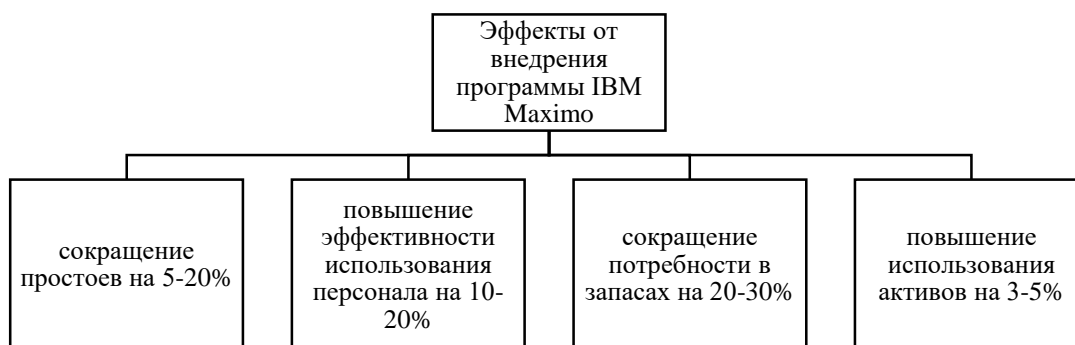 Эффекты от
внедрения
программы IBM
Maximo
сокращение
простоев на 5-20%
повышение
эффективности
использования
персонала на 10-
20%
сокращение
потребности в
запасах на 20-30%
повышение
использования
активов на 3-5%